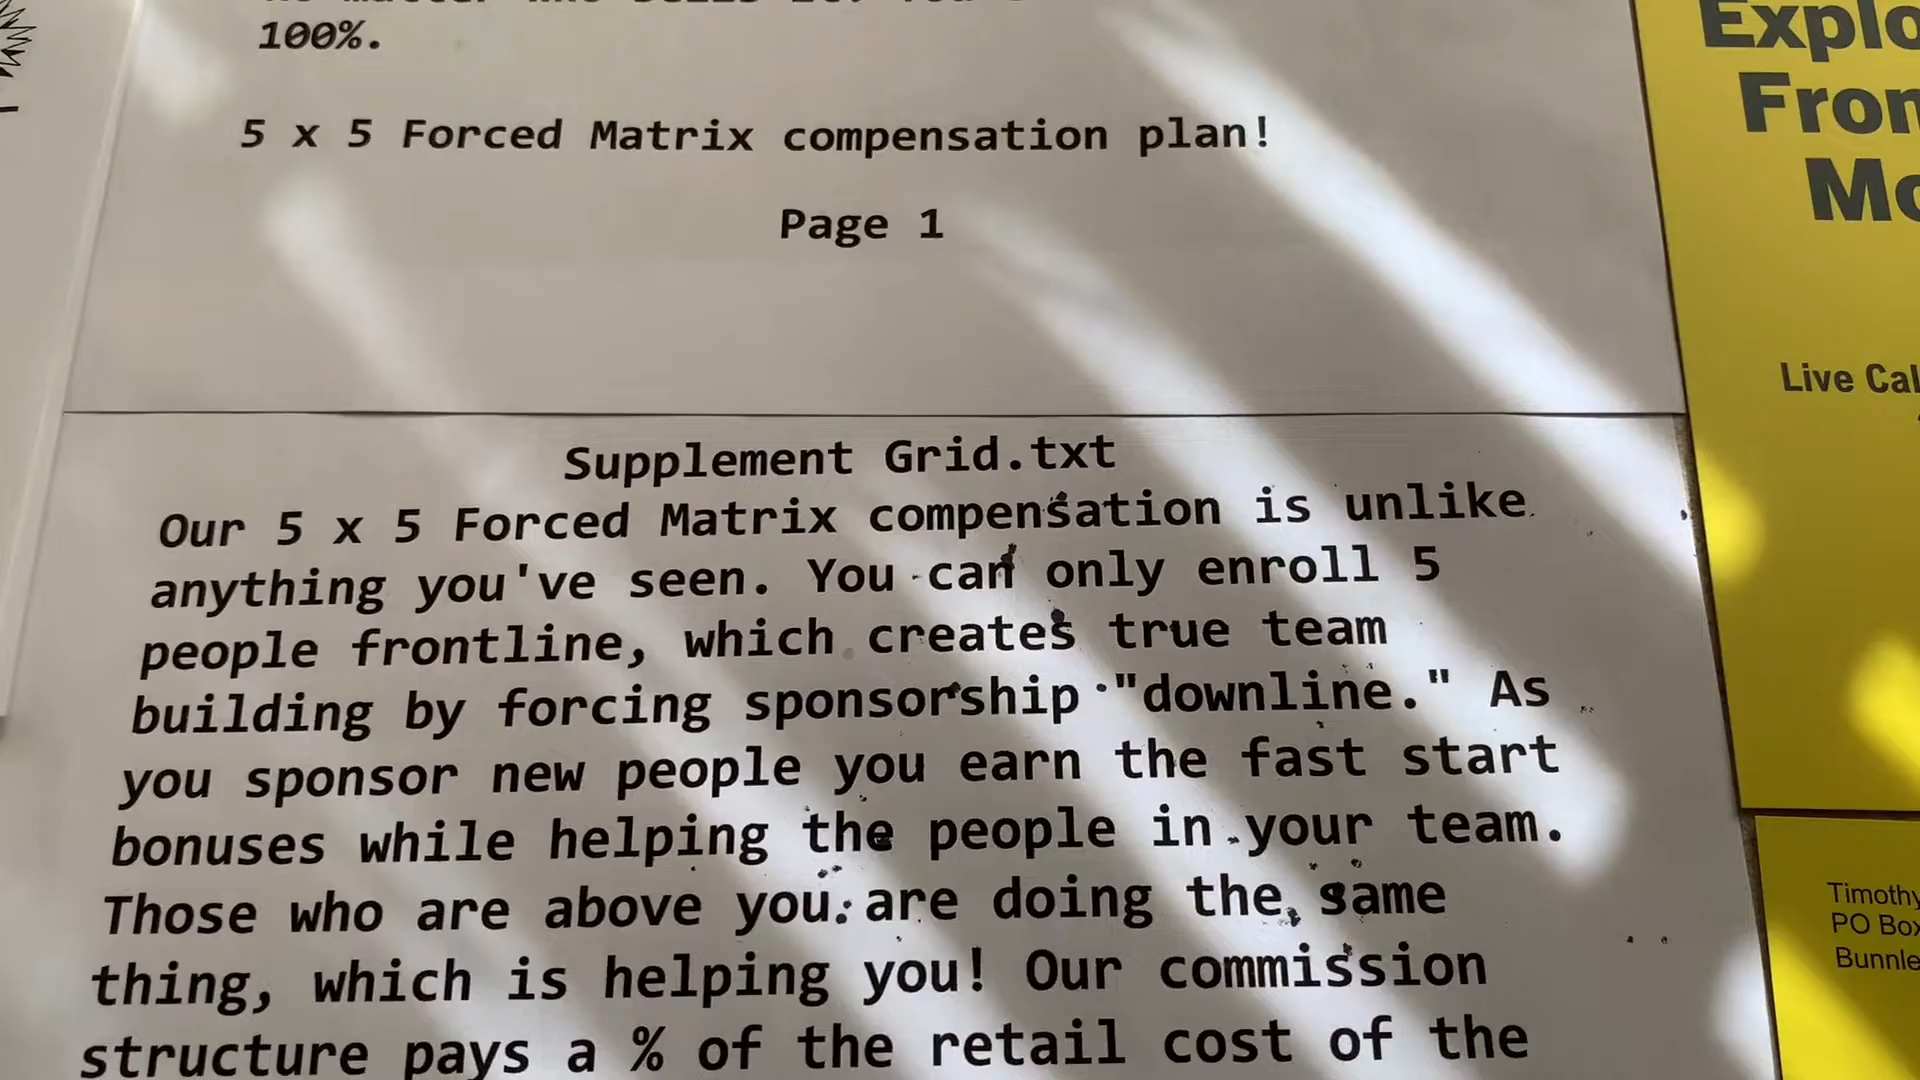 100%.
5 x 5 Forced Matrix compensation plan!
Page 1
Supplement Grid.txt
Our 5 x 5 Forced Matrix compensation is unlike
anything you've seen. You can only enroll 5
people frontline, which creates true team
building by forcing sponsorship "downline." As
you sponsor new people you earn the fast start
bonuses while helping the people in your team.
Those who are above you are doing the same
thing, which is helping you! Our commission
structure pays a % of the retail cost of the
Live
Timothy
PO